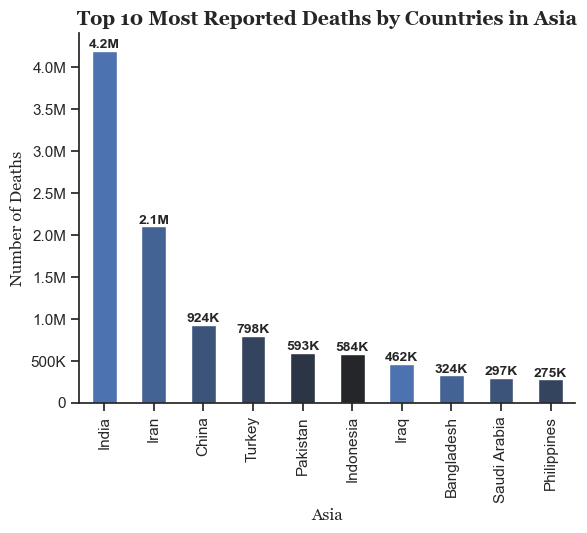 Top 10 Most Reported Deaths by Countries in Asia
4.2M
2.1M
924K
798K
593K
584K
462K
324K
297K
275K
4.0M
3.5M
3.0M
2.5M
2.0M
1.5M
1.0M
500K
0
Number of Deaths
India
Iran
China
Turkey
Pakistan
Indonesia
Iraq
Bangladesh
Saudi Arabia
Philippines
Asia